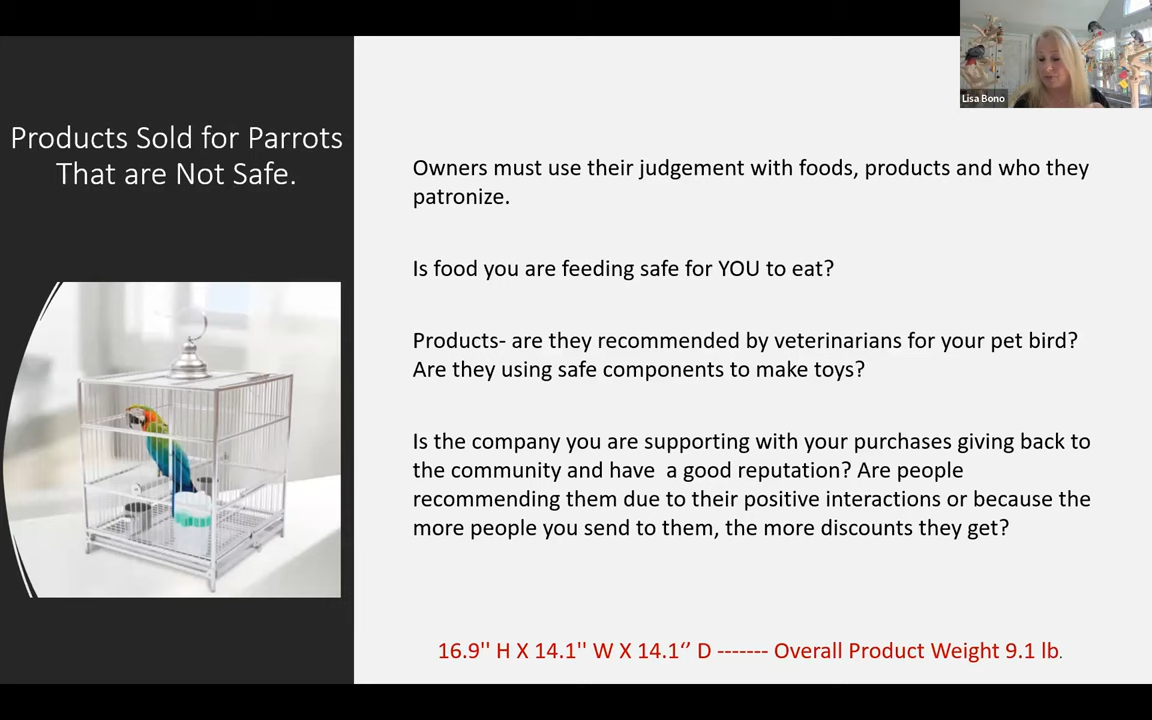 Lisa Bono
Products Sold for Parrots
That are Not Safe.
Owners must use their judgement with foods, products and who they
patronize.
Is food you are feeding safe for YOU to eat?
Products- are they recommended by veterinarians for your pet bird?
Are they using safe components to make toys?
Is the company you are supporting with your purchases giving back to
the community and have  a good reputation? Are people
recommending them due to their positive interactions or because the
more people you send to them, the more discounts they get?
16.9'' H X 14.1'' W X 14.1‘’ D ------- Overall Product Weight 9.1 lb.